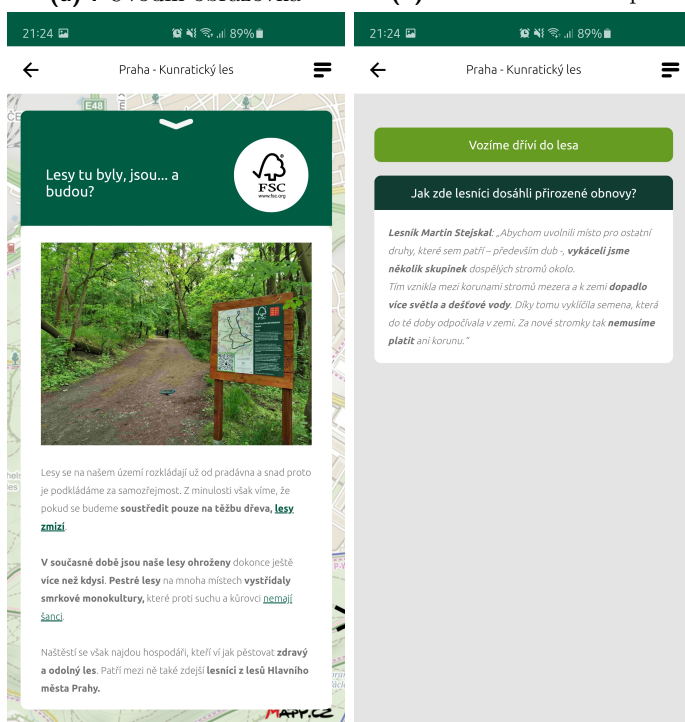 21:24 89%
Praha - Kunratický les
E48
Lesy tu byly, jsou... a
budou?
FSC
www.fsc.org
Lesy se na našem území rozkládají už od pradávna a snad proto
je podkládáme za samozřejmost. Z minulosti však víme, že
pokud se budeme soustředit pouze na těžbu dřeva, lesy
zmizí.
V současné době jsou naše lesy ohroženy dokonce ještě
více než kdysi. Pestré lesy na mnoha místech vystřídaly
smrkové monokultury, které proti suchu a kůrovci nemají
šanci.
Naštěstí se však najdou hospodáři, kteří ví jak pěstovat zdravý
a odolný les. Patří mezi ně také zdejší lesníci z lesů Hlavního
města Prahy.
MAPY.CZ
21:24 89%
Praha - Kunratický les
Vozíme dříví do lesa
Jak zde lesníci dosáhli přirozené obnovy?
Lesník Martin Stejskal: „Abychom uvolnili místo pro ostatní
druhy, které sem patří – především dub -, vykáceli jsme
několik skupinek dospělých stromů okolo.
Tím vznikla mezi korunami stromů mezera a k zemi dopadlo
více světla a dešťové vody. Díky tomu vyklíčila semena, která
do té doby odpočívala v zemi. Za nové stromky tak nemusíme
platit ani korunu.“